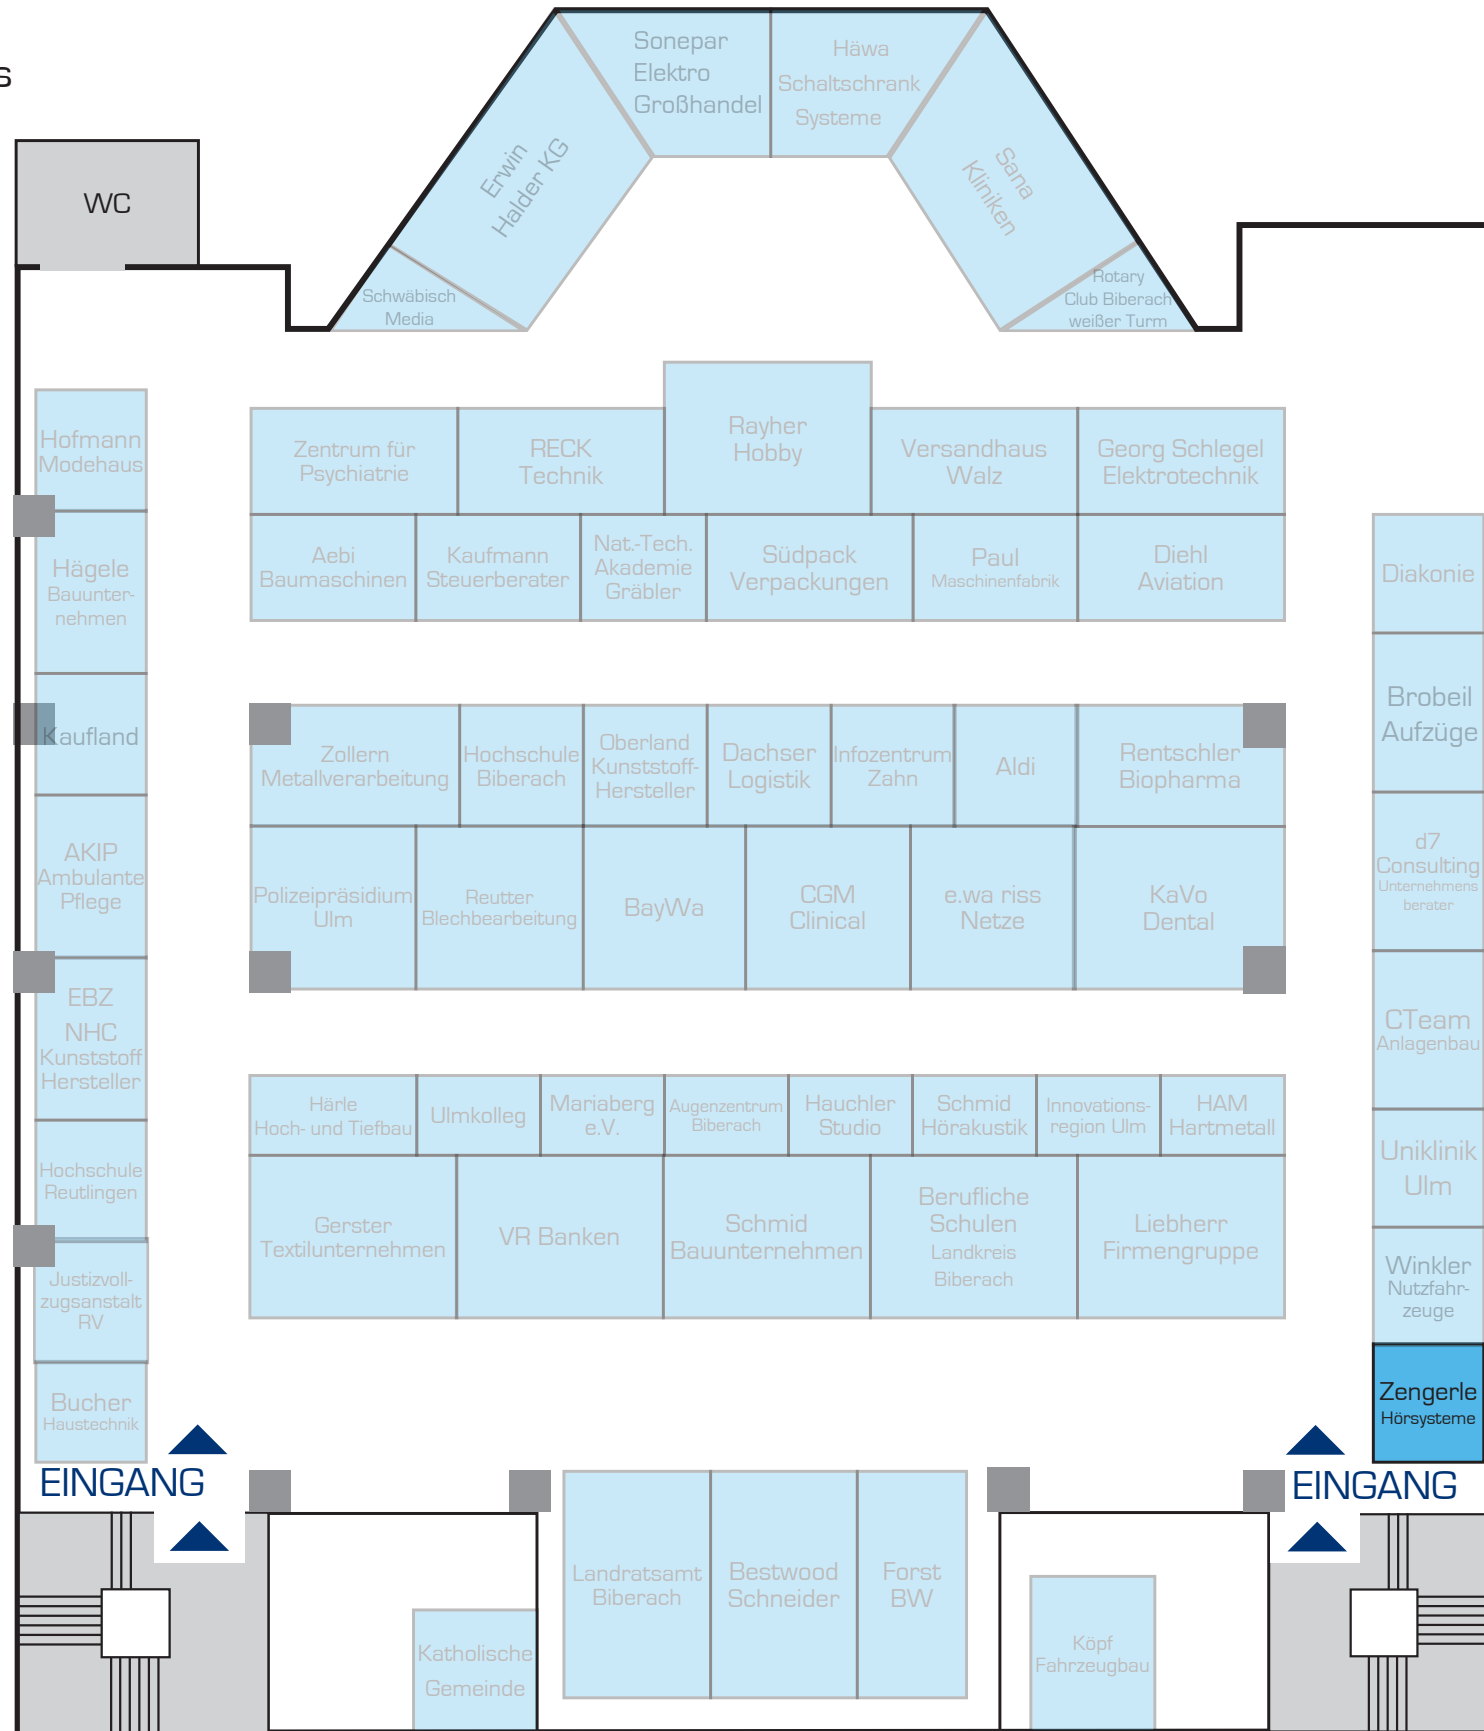 s
Sonepar
Elektro
Großhandel
Häwa
Schaltschrank
Systeme
Erwin
Halder KG
Sana
Kliniken
WC
Schwäbisch
Media
Rotary
Club Biberach
weißer Turm
Hofmann
Modehaus
Hägele
Bauunter-
nehmen
Kaufland
AKIP
Ambulante
Pflege
EBZ
NHC
Kunststoff
Hersteller
Hochschule
Reutlingen
Justizvoll-
zugsanstalt
RV
Bucher
Haustechnik
Zentrum für
Psychiatrie
RECK
Technik
Rayher
Hobby
Versandhaus
Walz
Georg Schlegel
Elektrotechnik
Aebi
Baumaschinen
Kaufmann
Steuerberater
Nat.-Tech.
Akademie
Gräbler
Südpack
Verpackungen
Paul
Maschinenfabrik
Diehl
Aviation
Zollern
Metallverarbeitung
Hochschule
Biberach
Oberland
Kunststoff-
Hersteller
Dachser
Logistik
Infozentrum
Zahn
Aldi
Rentschler
Biopharma
Polizeipräsidium
Ulm
Reutter
Blechbearbeitung
BayWa
CGM
Clinical
e.wa riss
Netze
KaVo
Dental
Härle
Hoch- und Tiefbau
Ulmkolleg
Mariaberg
e.V.
Augenzentrum
Biberach
Hauchler
Studio
Schmid
Hörakustik
Innovations-
region Ulm
HAM
Hartmetall
Gerster
Textilunternehmen
VR Banken
Schmid
Bauunternehmen
Berufliche
Schulen
Landkreis
Biberach
Liebherr
Firmengruppe
Diakonie
Brobeil
Aufzüge
d7
Consulting
Unternehmens
berater
CTeam
Anlagenbau
Uniklinik
Ulm
Winkler
Nutzfahr-
zeuge
Zengerle
Hörsysteme
EINGANG
EINGANG
Landratsamt
Biberach
Bestwood
Schneider
Forst
BW
Katholische
Gemeinde
Köpf
Fahrzeugbau